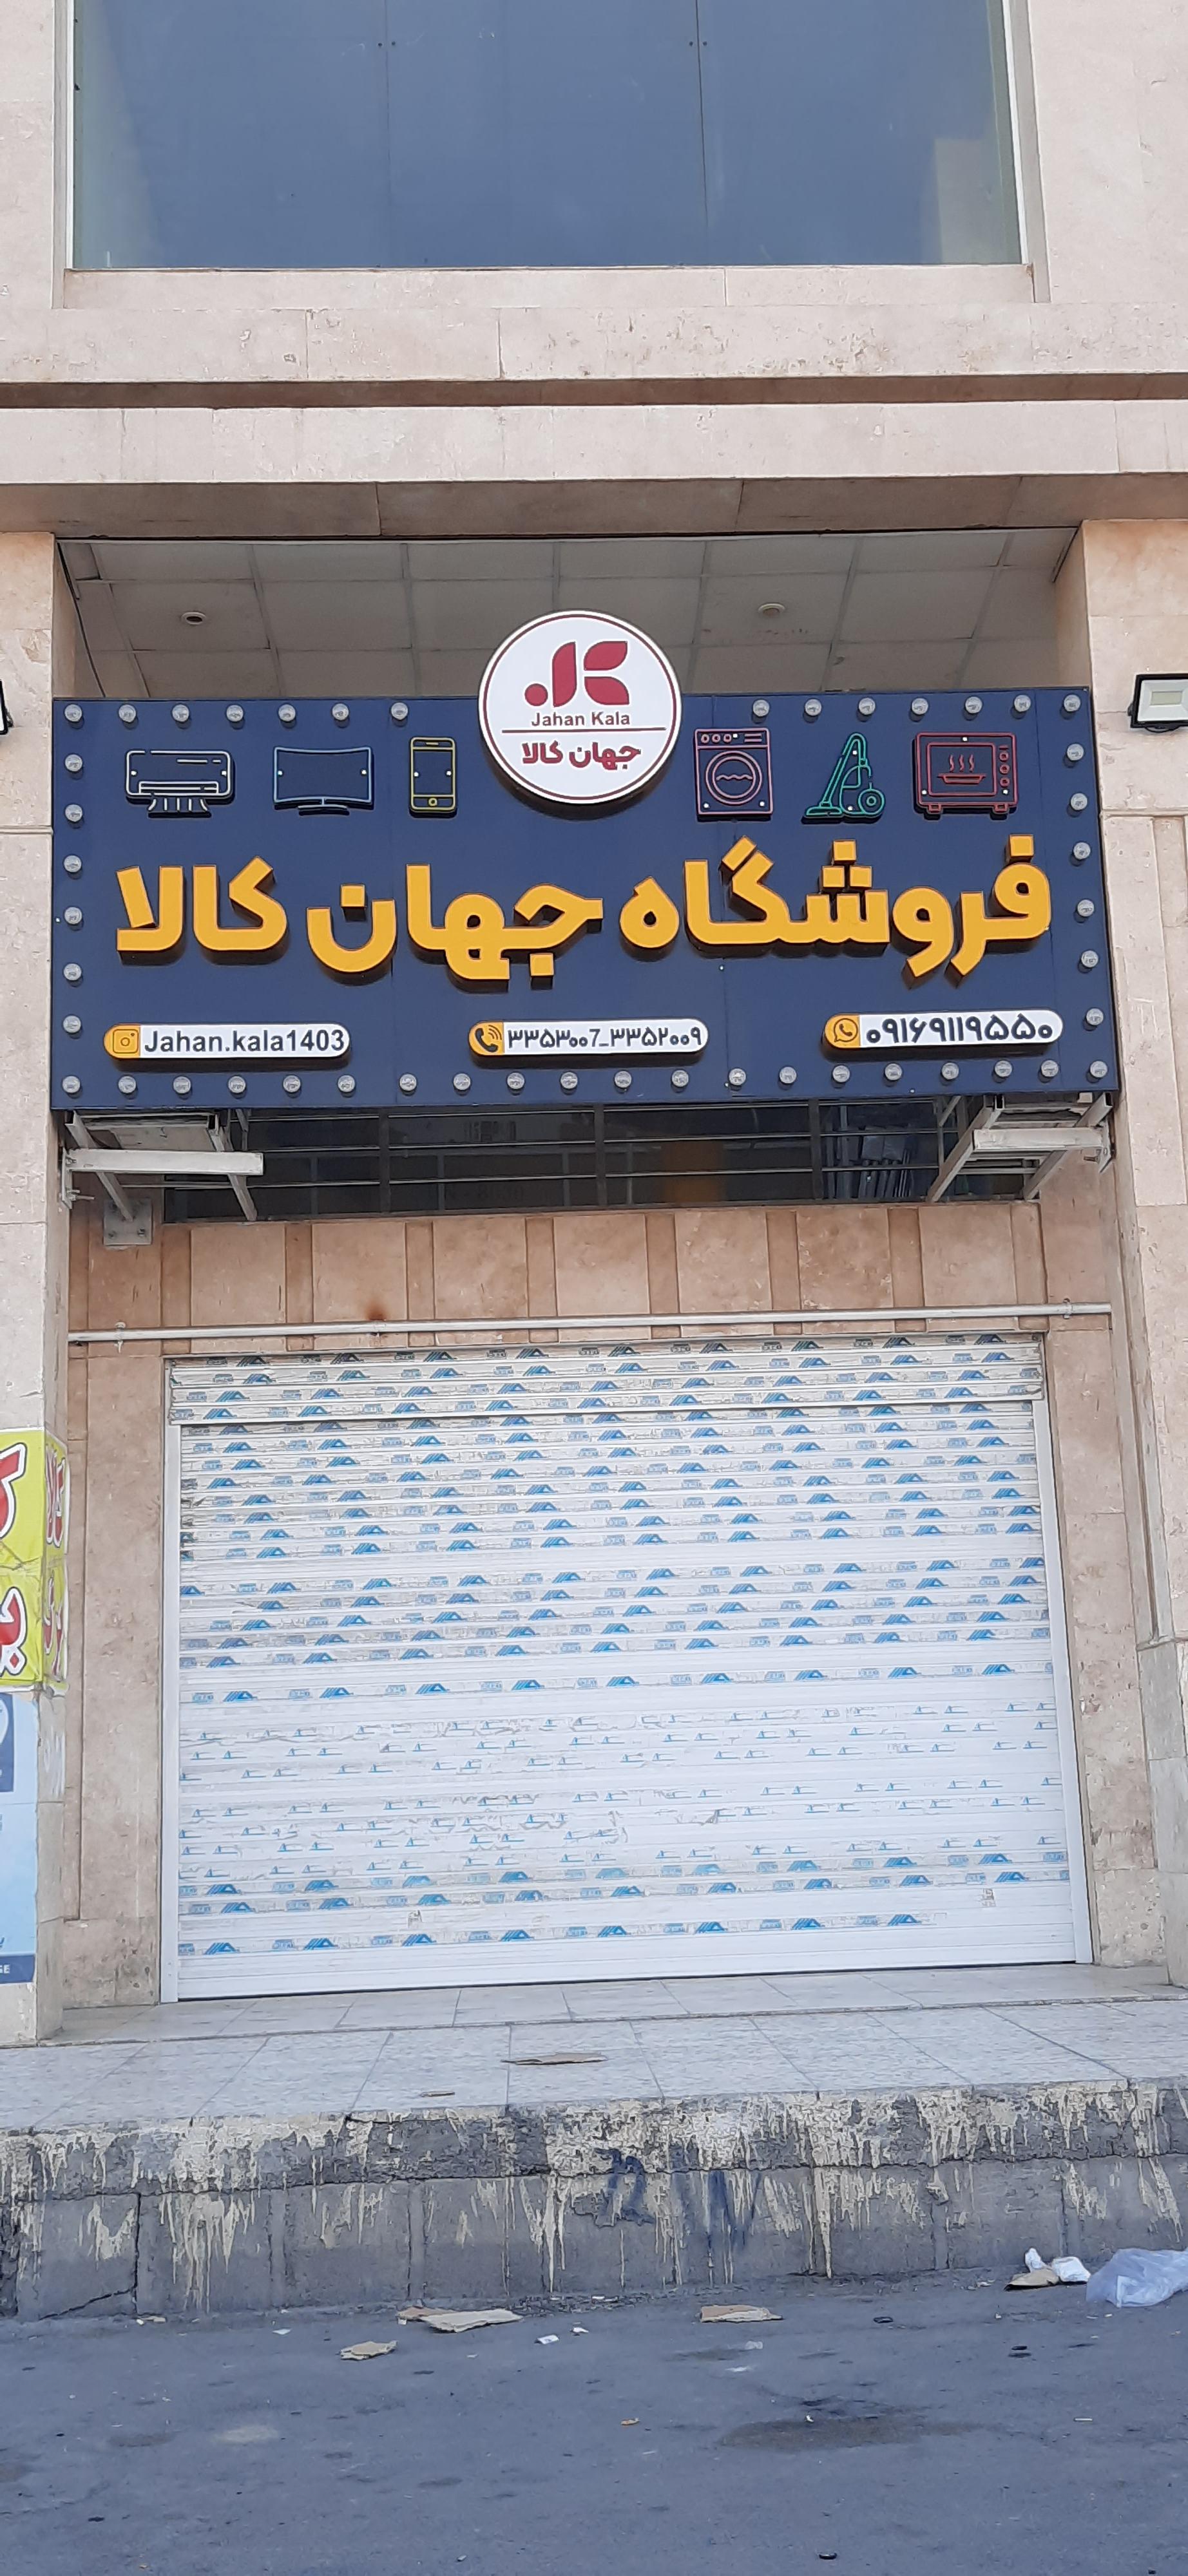 Jahan Kala
جهان کالا
فروشگاه جهان کالا
۰۹۱۶۹۱۱۹۵۵۰
۳۳۵۳۰۰7_۳۳۵۲۰۰۹
Jahan.kala1403